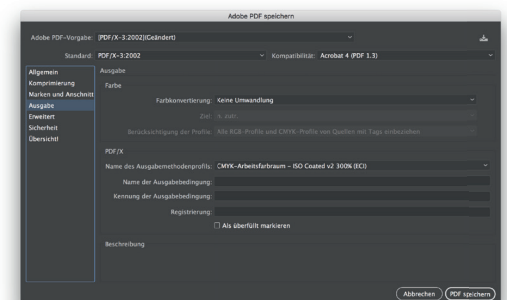 Adobe PDF speichern
Adobe PDF-Vorgabe: [PDF/X-3:2002](Geändert)
Standard: PDF/X-3:2002 Kompatibilität: Acrobat 4 (PDF 1.3)
Allgemein
Komprimierung
Marken und Anschnitt
Ausgabe
Erweitert
Sicherheit
Übersicht
Ausgabe
Farbe
Farbkonvertierung: Keine Umwandlung
Ziel:
Berücksichtigung der Profile: Alle RGB-Profile und CMYK-Profile von Quellen mit Tags einbeziehen
PDF/X
Name des Ausgabemethodenprofils: CMYK-Arbeitsfarbraum – ISO Coated v2 300% (ECI)
Name der Ausgabebedingung:
Kennung der Ausgabebedingung:
Registrierung:
Als überfüllt markieren
Beschreibung
Abbrechen PDF speichern